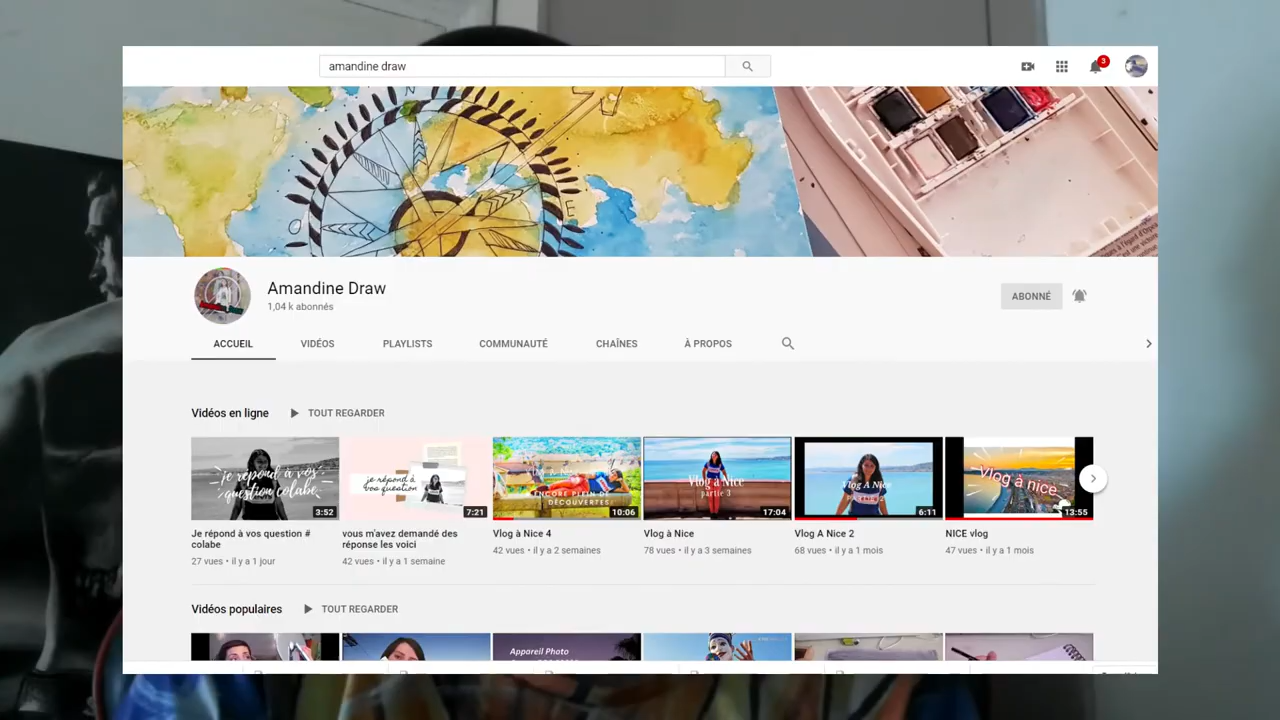 amandine draw
3
N
O
E
Amandine Draw
1,04 k abonnés
ABONNÉ
ACCUEIL VIDÉOS PLAYLISTS COMMUNAUTÉ CHAÎNES À PROPOS
Vidéos en ligne TOUT REGARDER
je répond à vos
question colabe
3:52
je répond à
vos question
7:21
ENCORE PLEIN DE
DÉCOUVERTES!
10:06
Vlog à Nice
partie 3
17:04
Vlog A Nice
6:11
Vlog à nice
13:55
Je répond à vos question #
colabe
27 vues • il y a 1 jour
vous m'avez demandé des
réponse les voici
42 vues • il y a 1 semaine
Vlog à Nice 4
42 vues • il y a 2 semaines
Vlog à Nice
78 vues • il y a 3 semaines
Vlog A Nice 2
68 vues • il y a 1 mois
NICE vlog
47 vues • il y a 1 mois
Vidéos populaires TOUT REGARDER
Appareil Photo